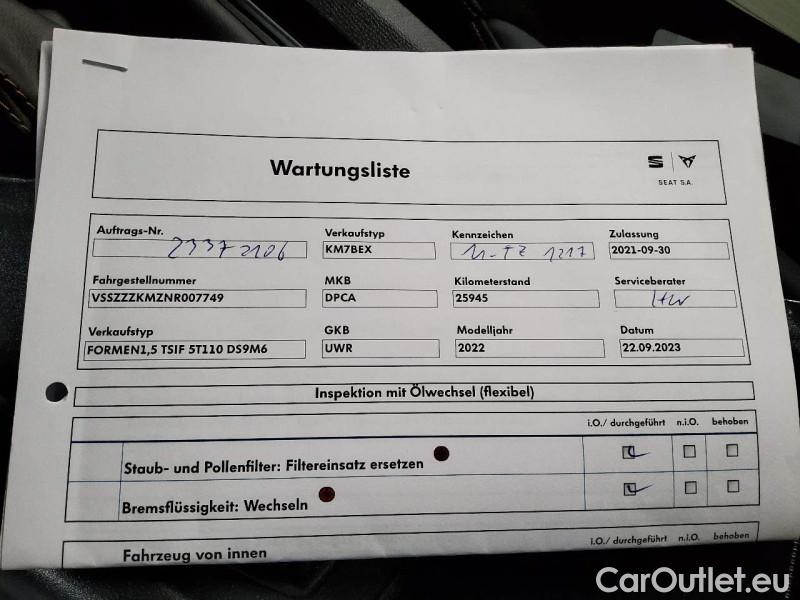 Wartungsliste
SEAT S.A.
Auftrags-Nr. Verkaufstyp Kennzeichen Zulassung
23372106 KM7BEX 2021-09-30
Fahrgestellnummer MKB Kilometerstand Serviceberater
VSSZZZKMZNR007749 DPCA 25945
Verkaufstyp GKB Modelljahr Datum
FORMEN1,5 TSIF 5T110 DS9M6 UWR 2022 22.09.2023
Inspektion mit Ölwechsel (flexibel)
i.O./ durchgeführt n.i.O. behoben
Staub- und Pollenfilter: Filtereinsatz ersetzen
Bremsflüssigkeit: Wechseln
i.O./ durchgeführt n.i.O. behoben
Fahrzeug von innen
CarOutlet.eu